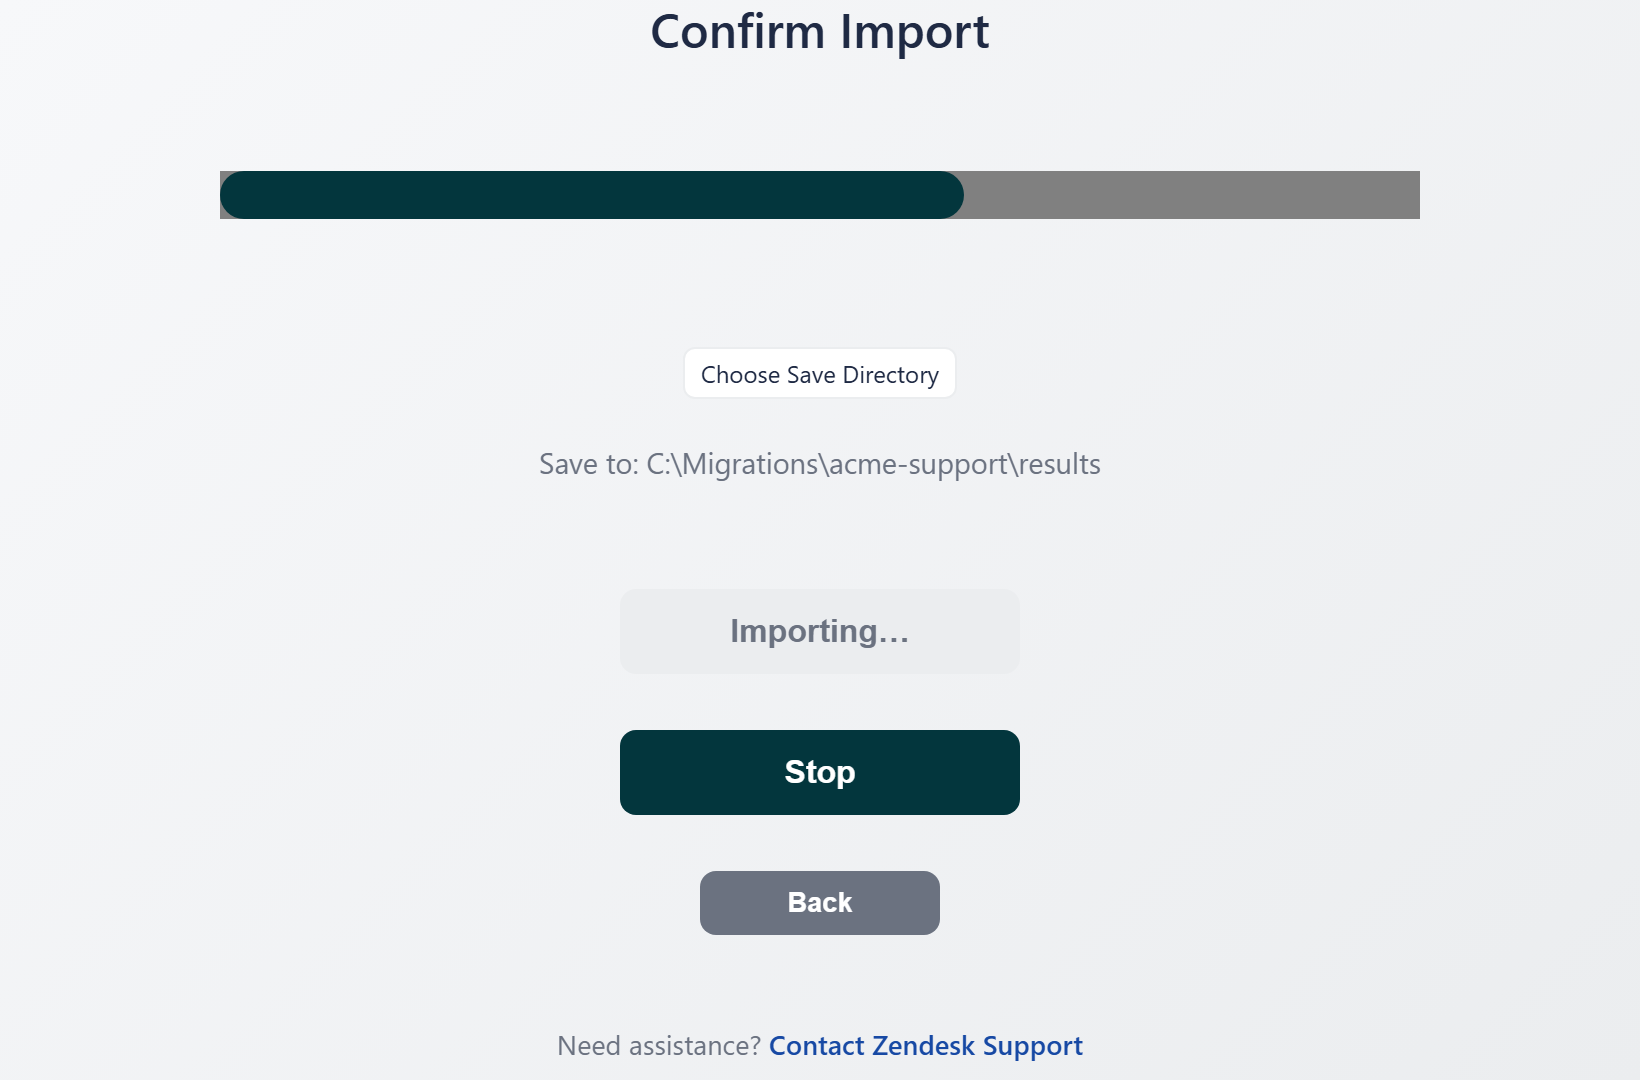 Confirm Import
Choose Save Directory
Save to: C:\Migrations\acme-support\results
Importing…
Stop
Back
Need assistance? Contact Zendesk Support